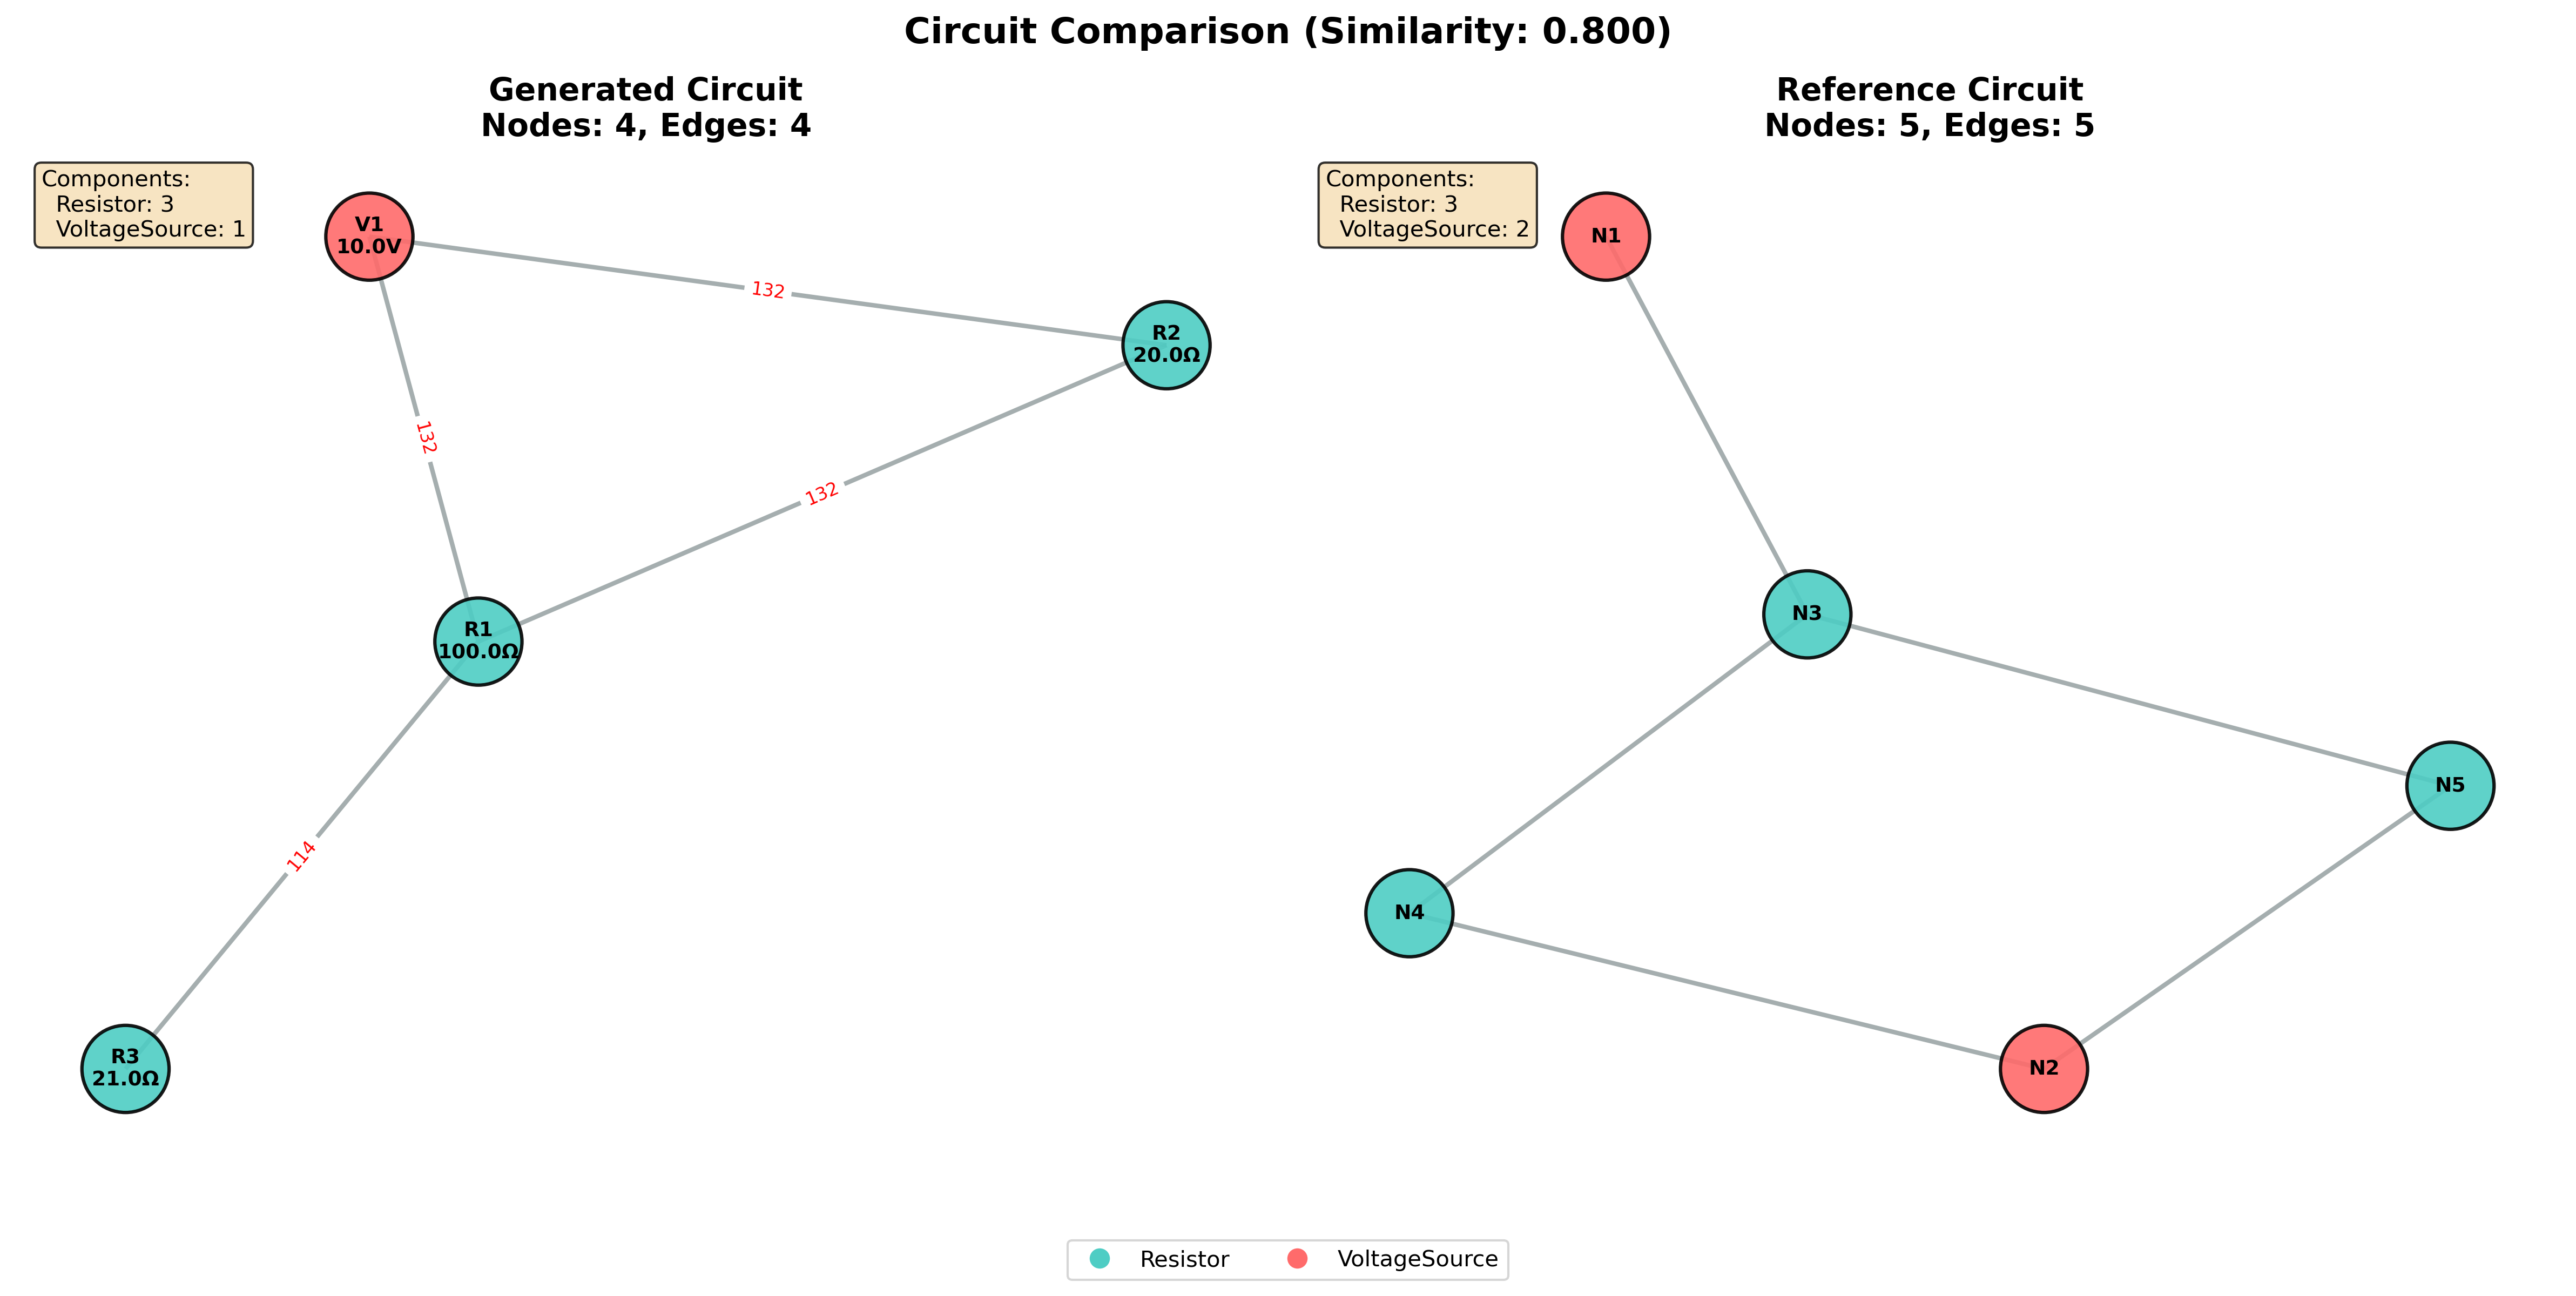 Circuit Comparison (Similarity: 0.800)
Generated Circuit
Nodes: 4, Edges: 4
Components:
Resistor: 3
VoltageSource: 1
V1
10.0V
132
R2
20.0Ω
132
132
R1
100.0Ω
114
R3
21.0Ω
Reference Circuit
Nodes: 5, Edges: 5
Components:
Resistor: 3
VoltageSource: 2
N1
N3
N5
N4
N2
Resistor
VoltageSource